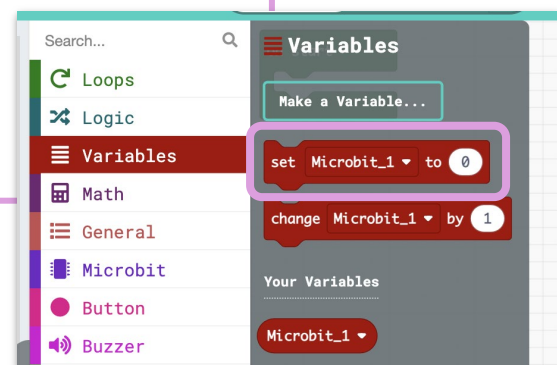 Search...
Loops
Logic
Variables
Math
General
Microbit
Button
Buzzer
Variables
Make a Variable...
set Microbit_1 to 0
change Microbit_1 by 1
Your Variables
Microbit_1